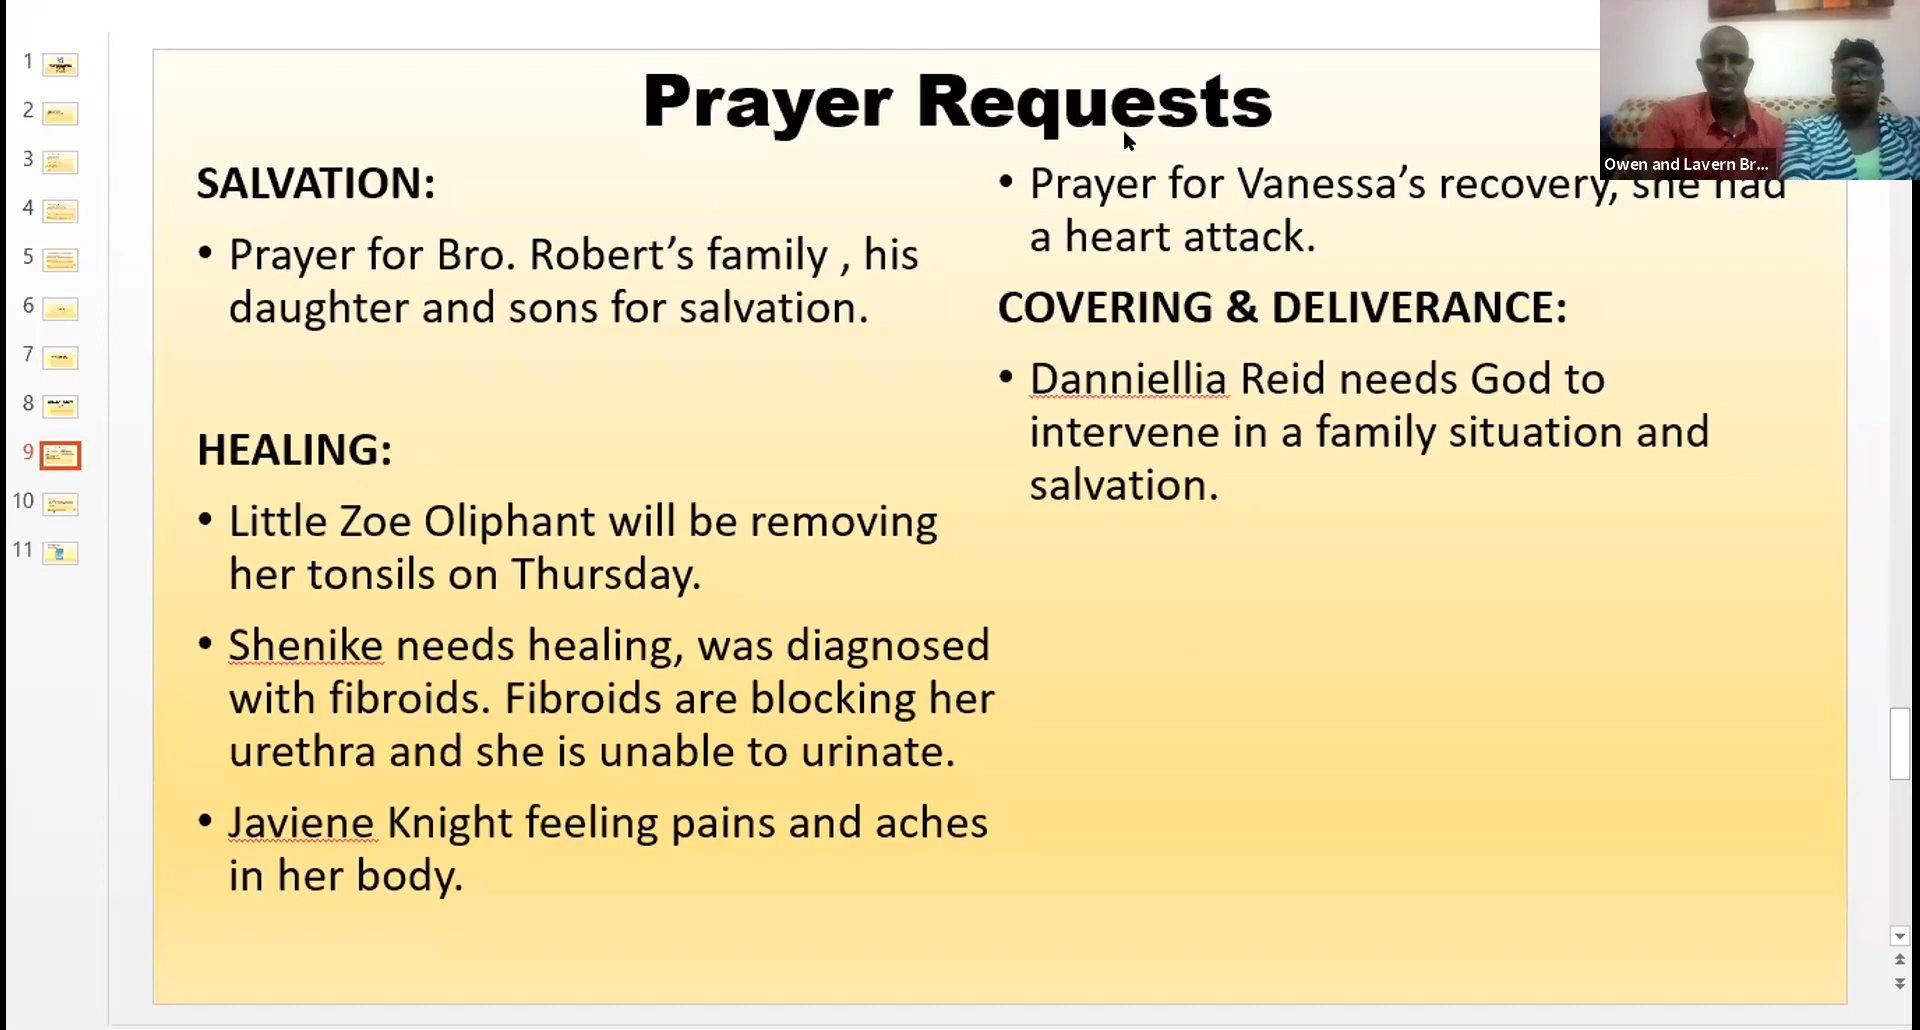 Prayer Requests
SALVATION:
• Prayer for Bro. Robert’s family , his
daughter and sons for salvation.
HEALING:
• Little Zoe Oliphant will be removing
her tonsils on Thursday.
• Shenike needs healing, was diagnosed
with fibroids. Fibroids are blocking her
urethra and she is unable to urinate.
• Javiene Knight feeling pains and aches
in her body.
• Prayer for Vanessa’s recovery, she had
a heart attack.
COVERING & DELIVERANCE:
• Danniellia Reid needs God to
intervene in a family situation and
salvation.
Owen and Lavern Br...
1
2
3
4
5
6
7
8
9
10
11